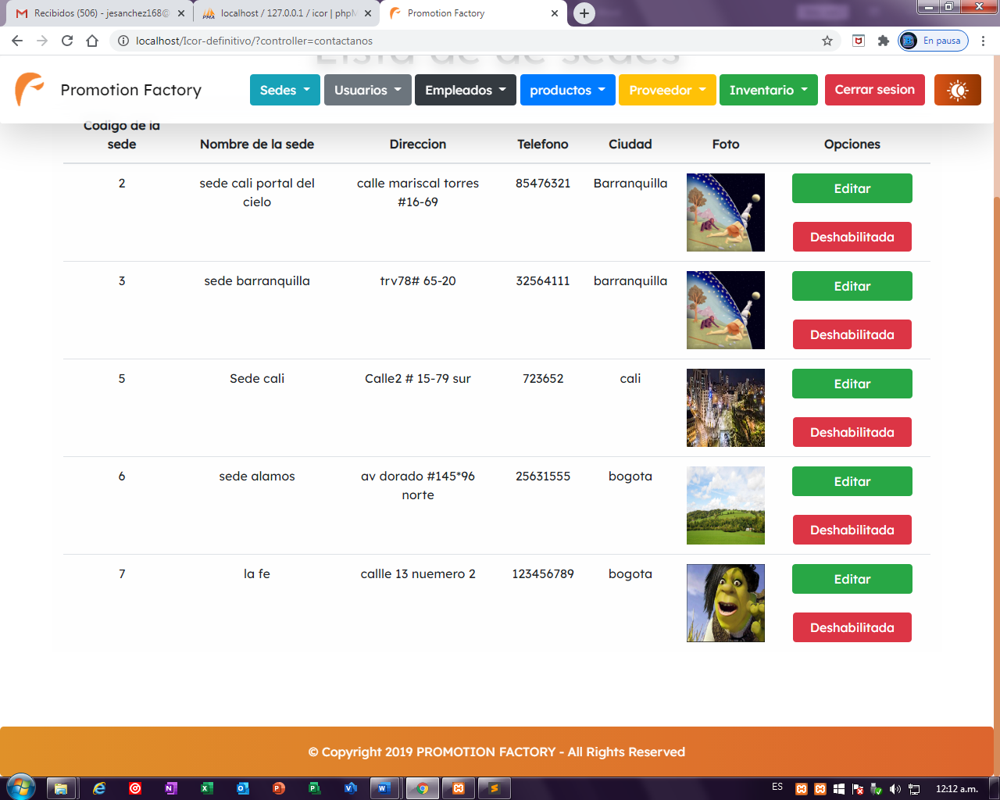 Recibidos (506) - jesanchez168@
localhost / 127.0.0.1 / icor | phpM
Promotion Factory
localhost/Icor-definitivo/?controller=contactanos
En pausa
Lista de de sedes
Promotion Factory
Sedes
Usuarios
Empleados
productos
Proveedor
Inventario
Cerrar sesion
Codigo de la
sede
Nombre de la sede
Direccion
Telefono
Ciudad
Foto
Opciones
2
sede cali portal del
cielo
calle mariscal torres
#16-69
85476321
Barranquilla
Editar
Deshabilitada
3
sede barranquilla
trv78# 65-20
32564111
barranquilla
Editar
Deshabilitada
5
Sede cali
Calle2 # 15-79 sur
723652
cali
Editar
Deshabilitada
6
sede alamos
av dorado #145*96
norte
25631555
bogota
Editar
Deshabilitada
7
la fe
callle 13 nuemero 2
123456789
bogota
Editar
Deshabilitada
© Copyright 2019 PROMOTION FACTORY - All Rights Reserved
ES
12:12 a.m.